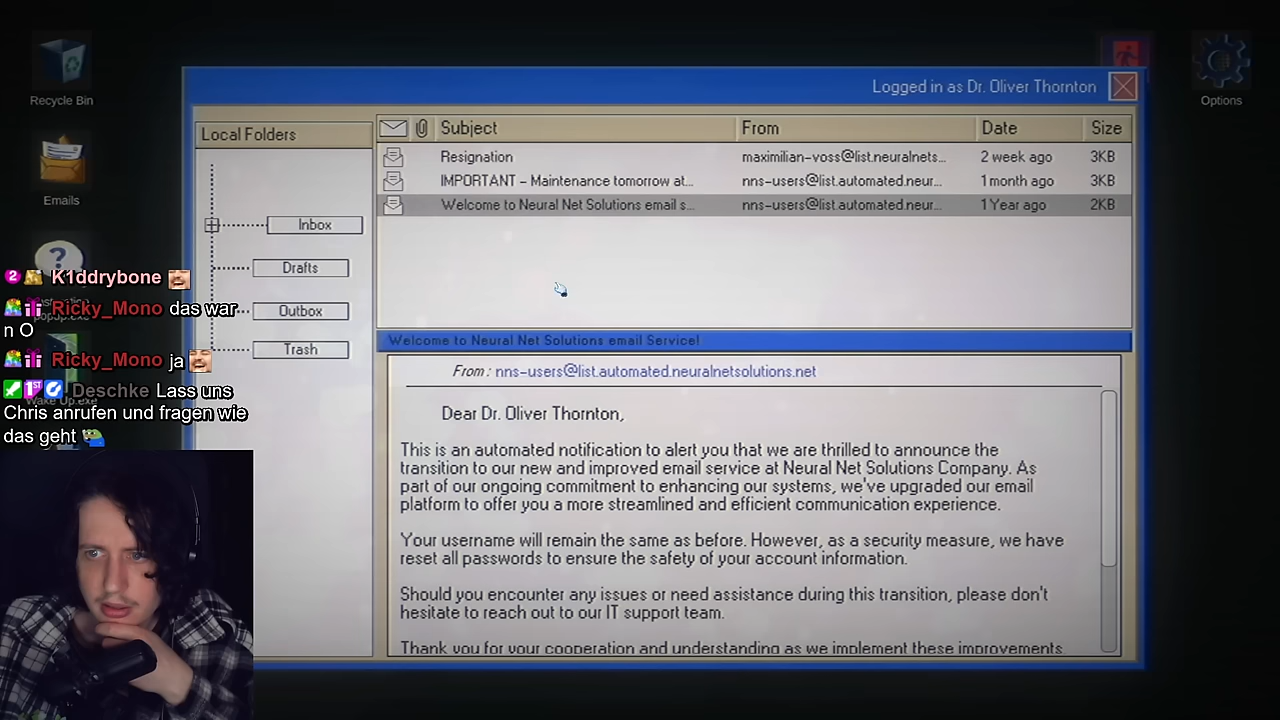 Recycle Bin
Emails
Options
Logged in as Dr. Oliver Thornton
Local Folders
Inbox
Drafts
Outbox
Trash
Subject From Date Size
Resignation maximilian-voss@list.neuralnets... 2 week ago 3KB
IMPORTANT - Maintenance tomorrow at... nns-users@list.automated.neur... 1 month ago 3KB
Welcome to Neural Net Solutions email s... nns-users@list.automated.neur... 1 Year ago 2KB
Welcome to Neural Net Solutions email Service!
From: nns-users@list.automated.neuralnetsolutions.net
Dear Dr. Oliver Thornton,
This is an automated notification to alert you that we are thrilled to announce the
transition to our new and improved email service at Neural Net Solutions Company. As
part of our ongoing commitment to enhancing our systems, we've upgraded our email
platform to offer you a more streamlined and efficient communication experience.
Your username will remain the same as before. However, as a security measure, we have
reset all passwords to ensure the safety of your account information.
Should you encounter any issues or need assistance during this transition, please don't
hesitate to reach out to our IT support team.
Thank you for your cooperation and understanding as we implement these improvements.
2 K1ddrybone
Ricky_Mono das war
n O
Ricky_Mono ja
1ST Deschke Lass uns
Chris anrufen und fragen wie
das geht